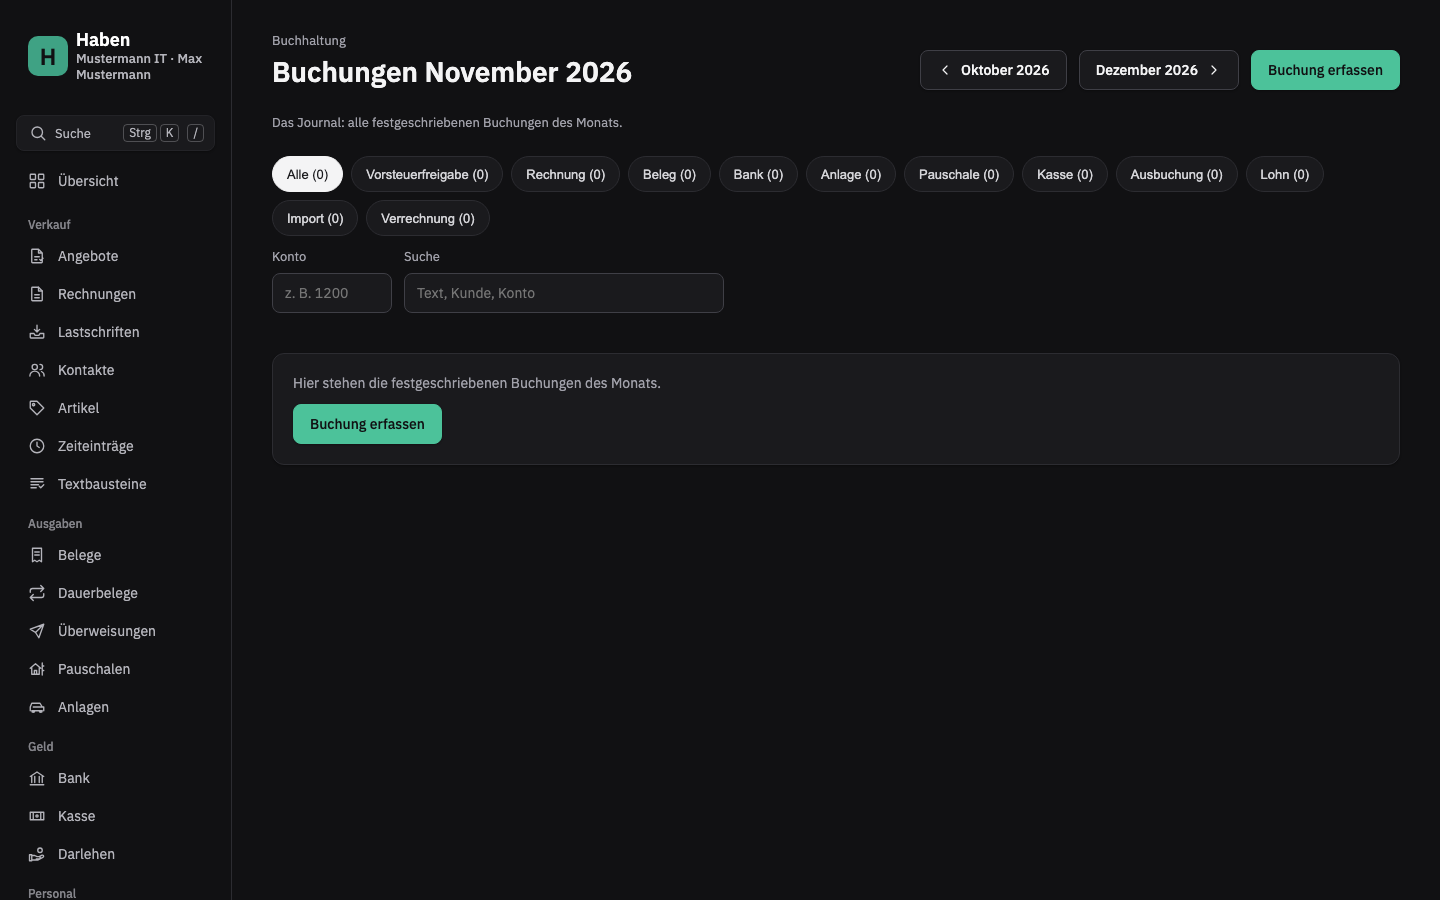 H
Haben
Mustermann IT · Max
Mustermann
Suche Strg K /
Übersicht
Verkauf
Angebote
Rechnungen
Lastschriften
Kontakte
Artikel
Zeiteinträge
Textbausteine
Ausgaben
Belege
Dauerbelege
Überweisungen
Pauschalen
Anlagen
Geld
Bank
Kasse
Darlehen
Personal
Buchhaltung
Buchungen November 2026
Oktober 2026
Dezember 2026
Buchung erfassen
Das Journal: alle festgeschriebenen Buchungen des Monats.
Alle (0) Vorsteuerfreigabe (0) Rechnung (0) Beleg (0) Bank (0) Anlage (0) Pauschale (0) Kasse (0) Ausbuchung (0) Lohn (0)
Import (0) Verrechnung (0)
Konto Suche
z. B. 1200 Text, Kunde, Konto
Hier stehen die festgeschriebenen Buchungen des Monats.
Buchung erfassen